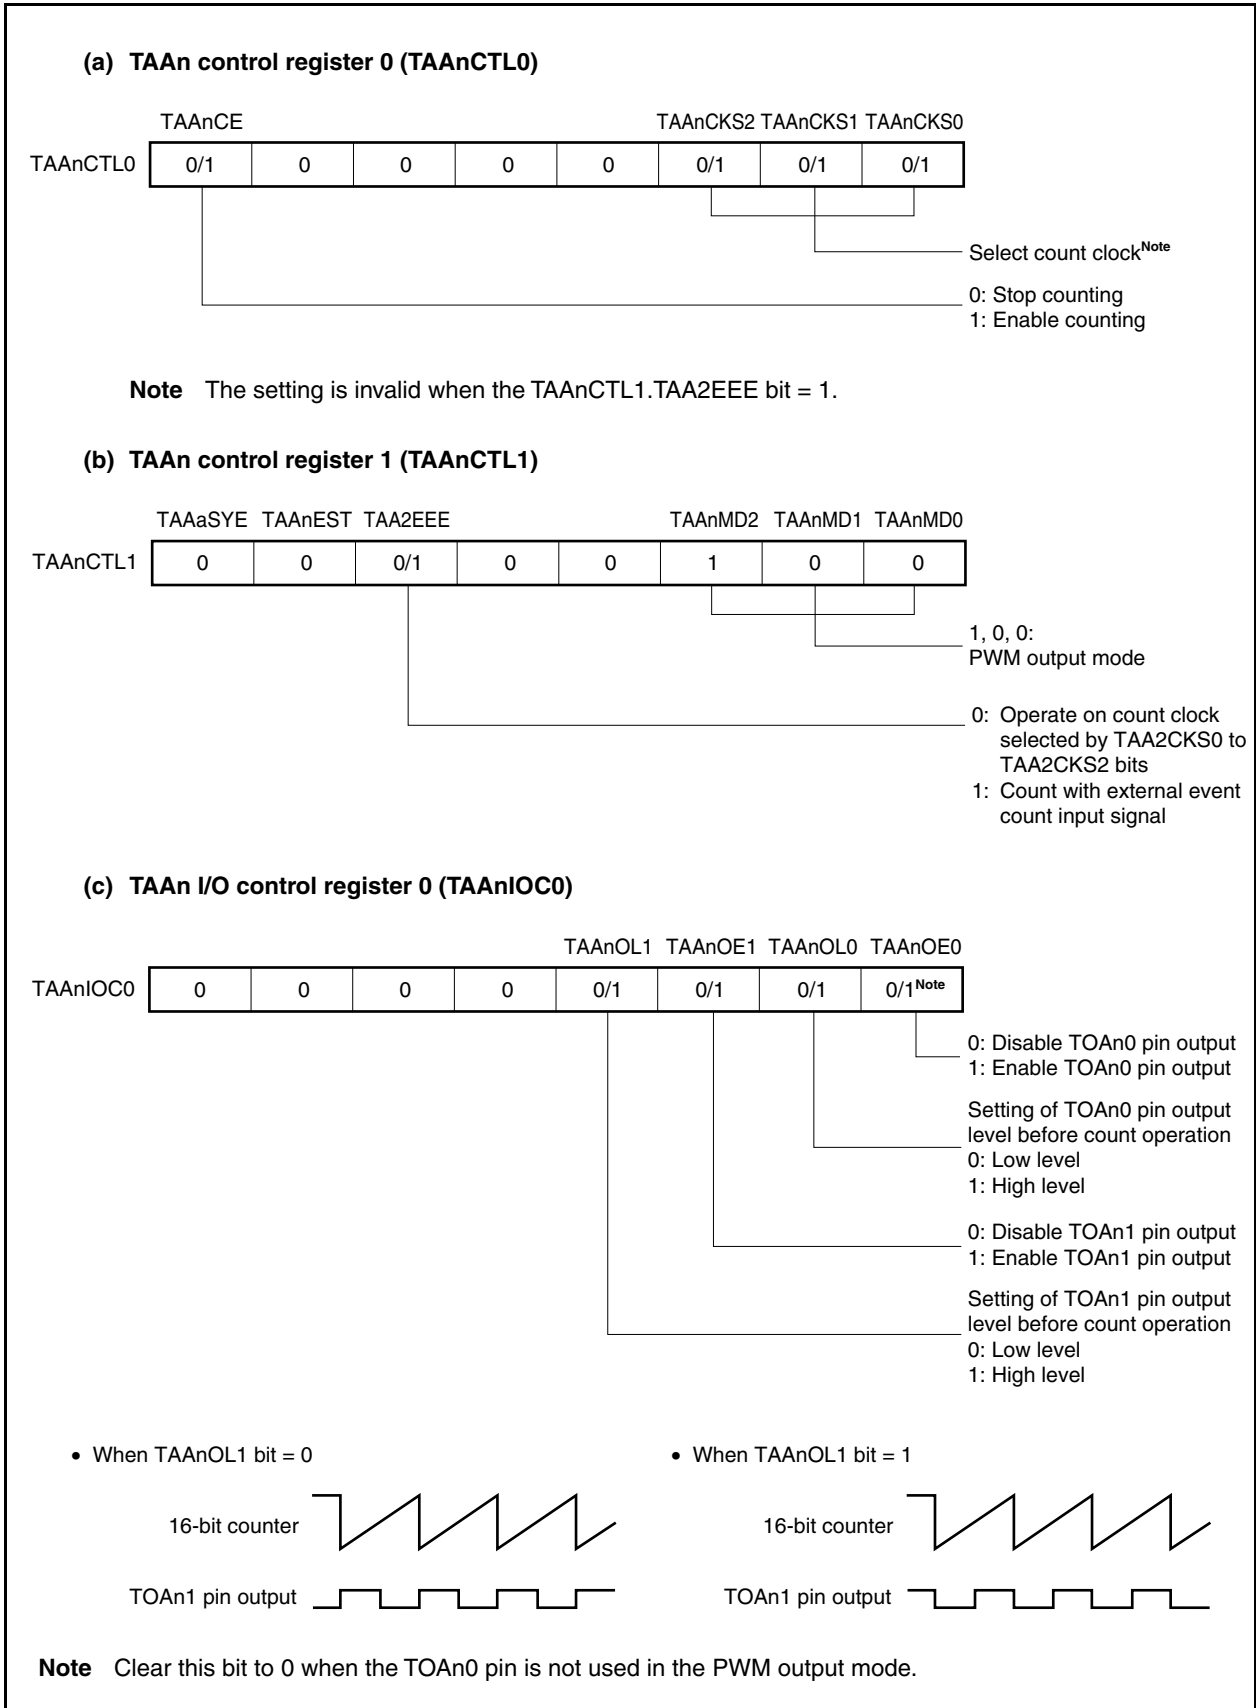 (a) TAAn control register 0 (TAAnCTL0)
TAAnCE TAAnCKS2 TAAnCKS1 TAAnCKS0
TAAnCTL0 0/1 0 0 0 0 0/1 0/1 0/1
Select count clockNote
0: Stop counting
1: Enable counting
Note The setting is invalid when the TAAnCTL1.TAA2EEE bit = 1.
(b) TAAn control register 1 (TAAnCTL1)
TAAaSYE TAAnEST TAA2EEE TAAnMD2 TAAnMD1 TAAnMD0
TAAnCTL1 0 0 0/1 0 0 1 0 0
1, 0, 0:
PWM output mode
0: Operate on count clock
selected by TAA2CKS0 to
TAA2CKS2 bits
1: Count with external event
count input signal
(c) TAAn I/O control register 0 (TAAnIOC0)
TAAnOL1 TAAnOE1 TAAnOL0 TAAnOE0
TAAnIOC0 0 0 0 0 0/1 0/1 0/1 0/1Note
0: Disable TOAn0 pin output
1: Enable TOAn0 pin output
Setting of TOAn0 pin output
level before count operation
0: Low level
1: High level
0: Disable TOAn1 pin output
1: Enable TOAn1 pin output
Setting of TOAn1 pin output
level before count operation
0: Low level
1: High level
• When TAAnOL1 bit = 0
16-bit counter
TOAn1 pin output
• When TAAnOL1 bit = 1
16-bit counter
TOAn1 pin output
Note Clear this bit to 0 when the TOAn0 pin is not used in the PWM output mode.